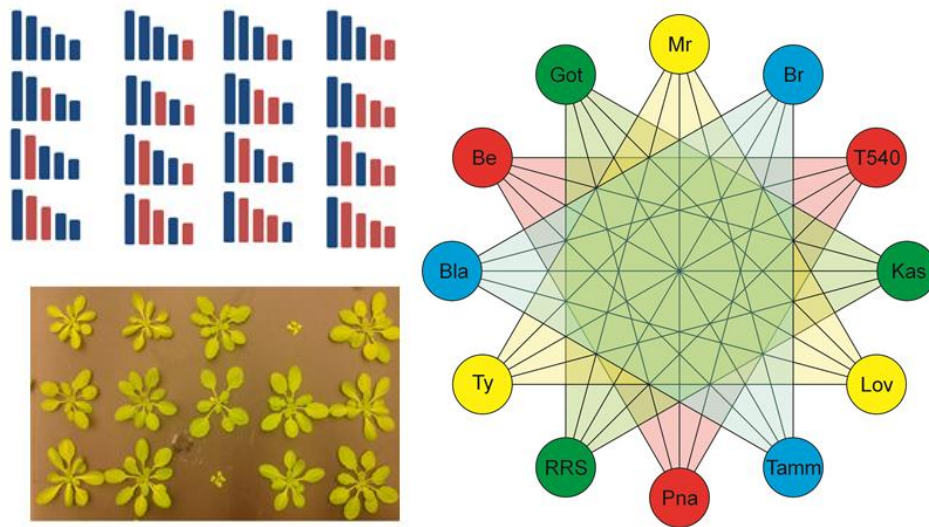 Mr
Got
Br
Be
T540
Bla
Kas
Ty
Lov
RRS
Tamm
Pna